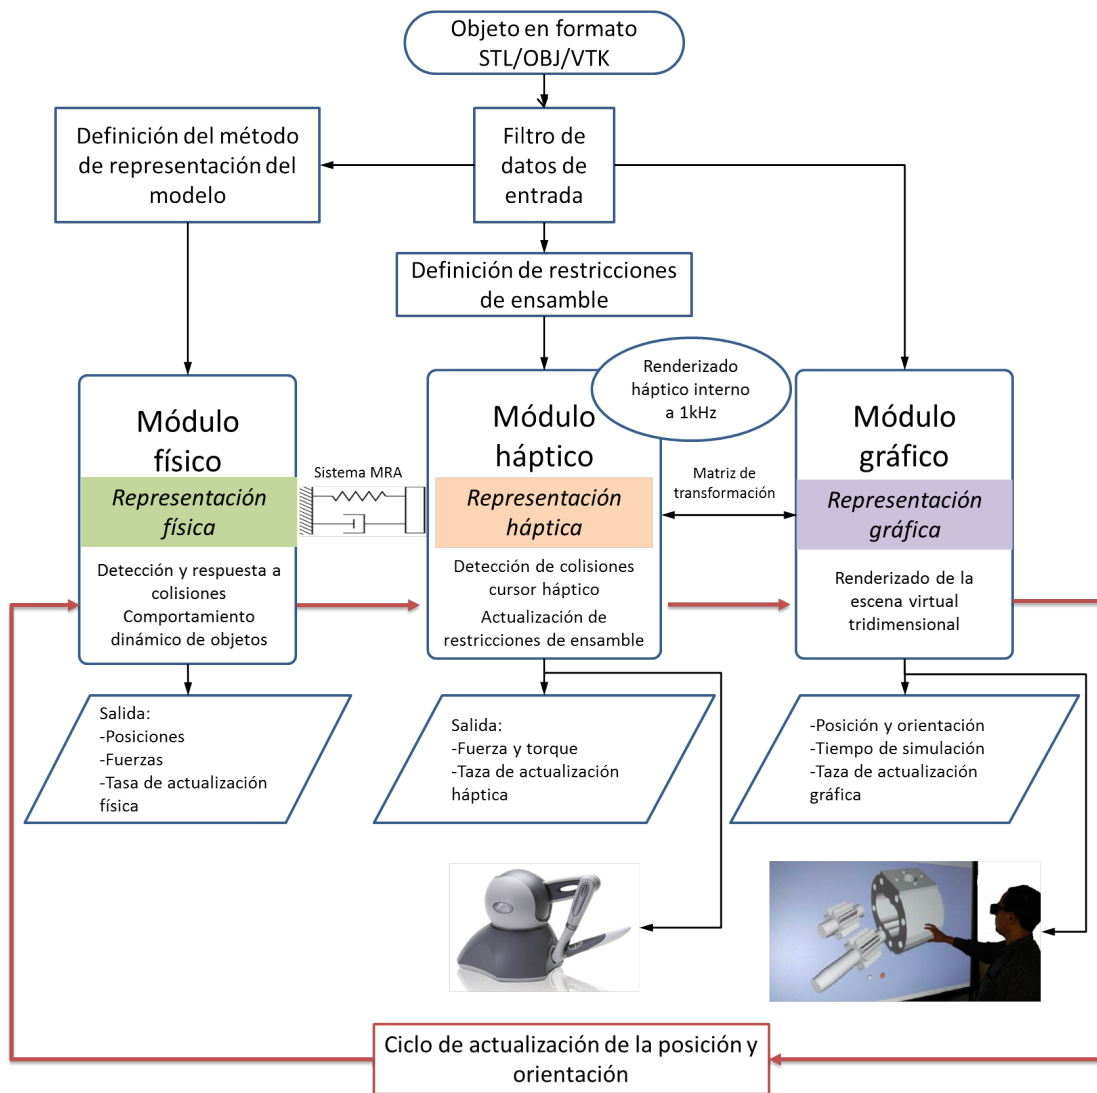 Objeto en formato
STL/OBJ/VTK
Definición del método
de representación del
modelo
Filtro de
datos de
entrada
Definición de restricciones
de ensamble
Renderizado
háptico interno
a 1kHz
Módulo
físico
Representación
física
Detección y respuesta a
colisiones
Comportamiento
dinámico de objetos
Sistema MRA
Módulo
háptico
Representación
háptica
Detección de colisiones
cursor háptico
Actualización de
restricciones de ensamble
Matriz de
transformación
Módulo
gráfico
Representación
gráfica
Renderizado de la
escena virtual
tridimensional
Salida:
-Posiciones
-Fuerzas
-Tasa de actualización
física
Salida:
-Fuerza y torque
-Taza de actualización
háptica
-Posición y orientación
-Tiempo de simulación
-Taza de actualización
gráfica
Ciclo de actualización de la posición y
orientación